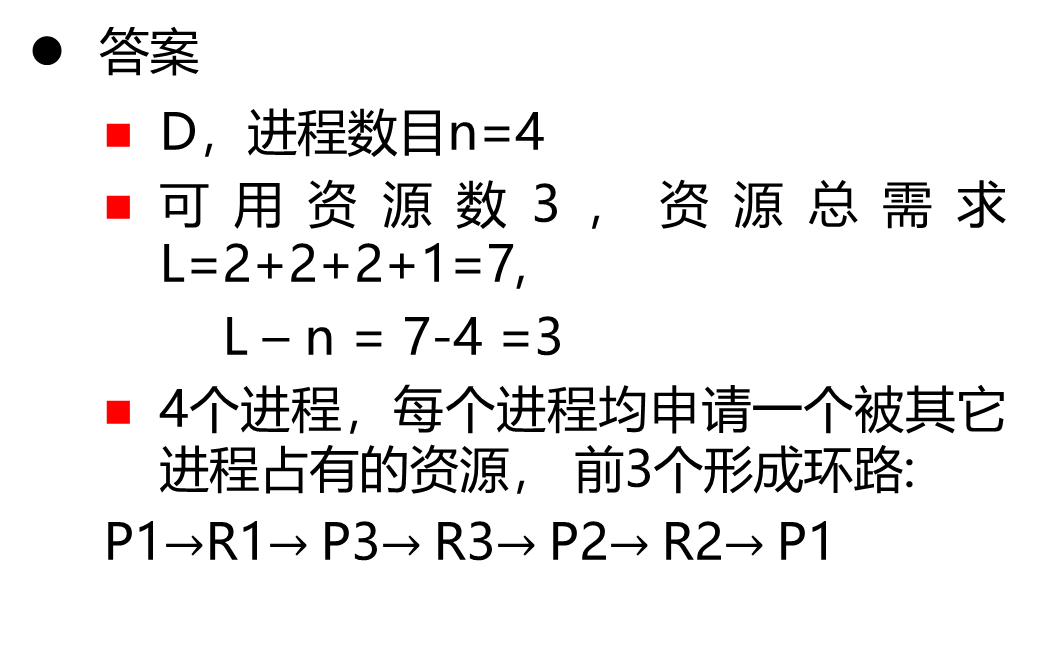 答案
D，进程数目n=4
可用资源数3，资源总需求
L=2+2+2+1=7,
L – n = 7-4 =3
4个进程，每个进程均申请一个被其它
进程占有的资源， 前3个形成环路:
P1→R1→ P3→ R3→ P2→ R2→ P1